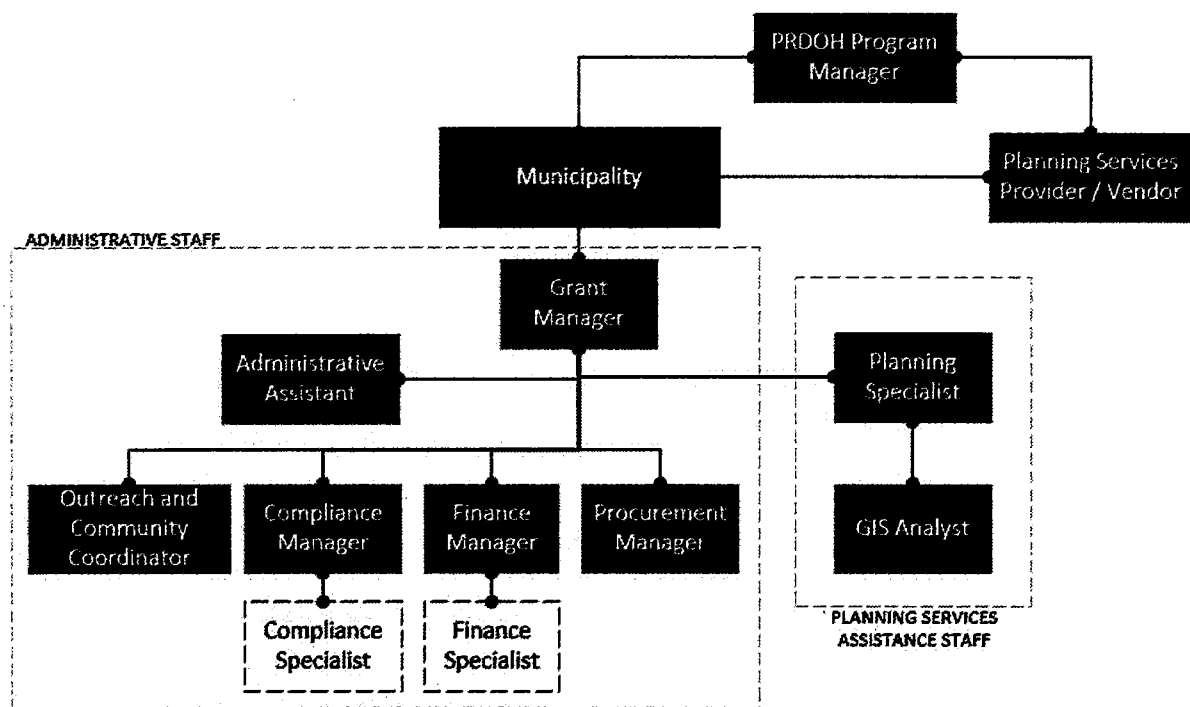 PRDOH Program
Manager
Municipality
Planning Services
Provider / Vendor
ADMINISTRATIVE STAFF
Grant
Manager
Administrative
Assistant
Planning
Specialist
Outreach and
Community
Coordinator
Compliance
Manager
Finance
Manager
Procurement
Manager
GIS Analyst
Compliance
Specialist
Finance
Specialist
PLANNING SERVICES
ASSISTANCE STAFF